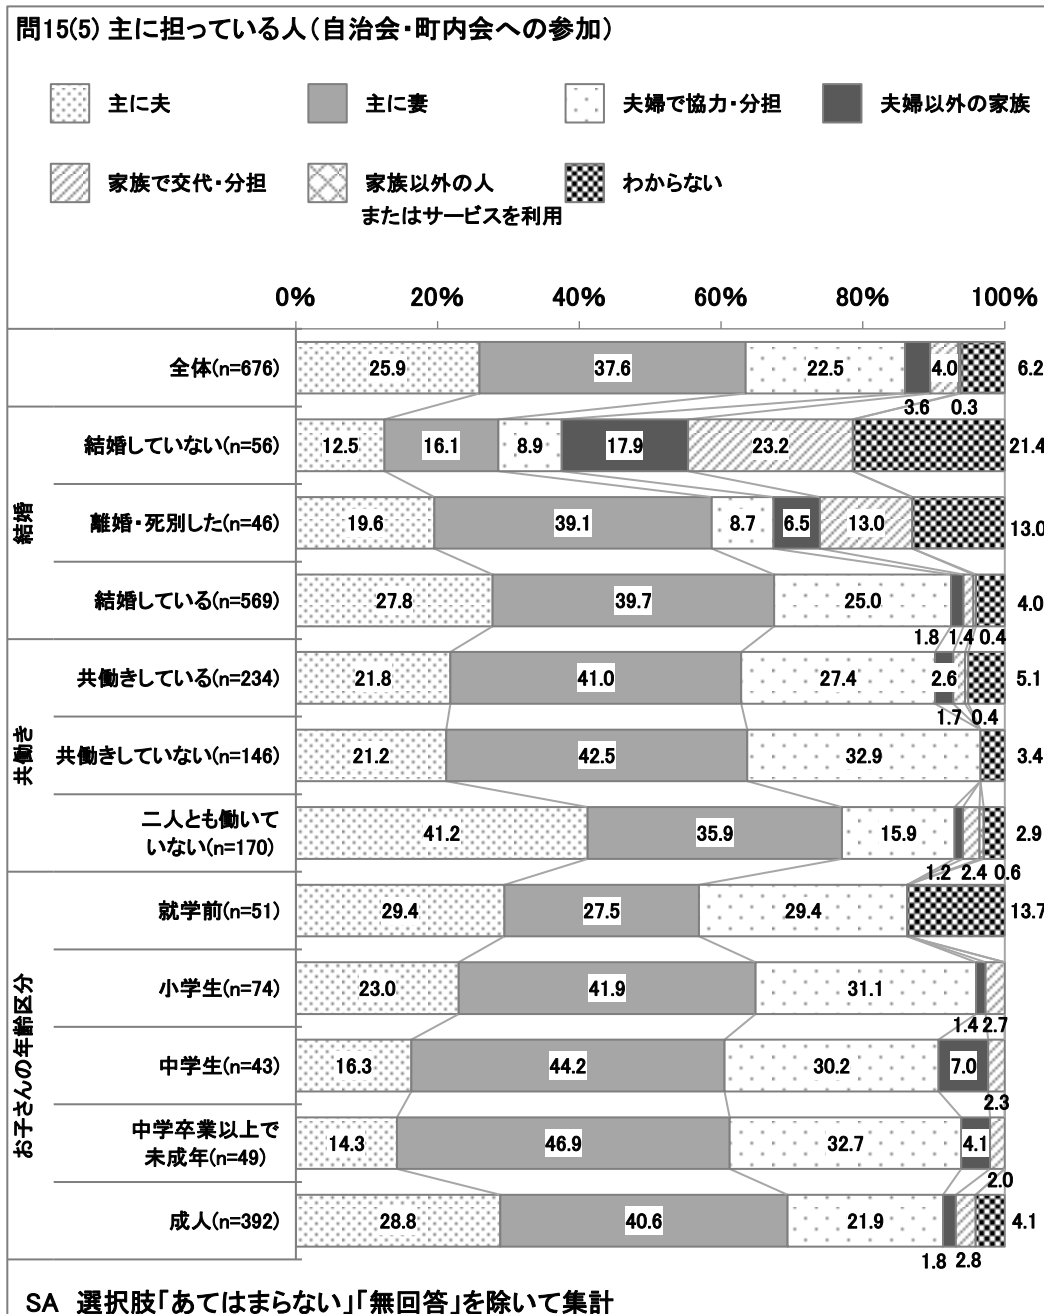 問15(5) 主に担っている人(自治会・町内会への参加)
主に夫 主に妻 夫婦で協力・分担 夫婦以外の家族
家族で交代・分担 家族以外の人 わからない
またはサービスを利用
0% 20% 40% 60% 80% 100%
全体(n=676) 25.9 37.6 22.5 4.0 6.2
3.6 0.3
結婚
結婚していない(n=56) 12.5 16.1 8.9 17.9 23.2 21.4
離婚・死別した(n=46) 19.6 39.1 8.7 6.5 13.0 13.0
結婚している(n=569) 27.8 39.7 25.0 4.0
1.8 1.4 0.4
共働き
共働きしている(n=234) 21.8 41.0 27.4 2.6 5.1
1.7 0.4
共働きしていない(n=146) 21.2 42.5 32.9 3.4
二人とも働いて
いない(n=170) 41.2 35.9 15.9 2.9
1.2 2.4 0.6
お子さんの年齢区分
就学前(n=51) 29.4 27.5 29.4 13.7
小学生(n=74) 23.0 41.9 31.1
1.4 2.7
中学生(n=43) 16.3 44.2 30.2 7.0
2.3
中学卒業以上で
未成年(n=49) 14.3 46.9 32.7 4.1
2.0
成人(n=392) 28.8 40.6 21.9 4.1
1.8 2.8
SA 選択肢「あてはまらない」「無回答」を除いて集計